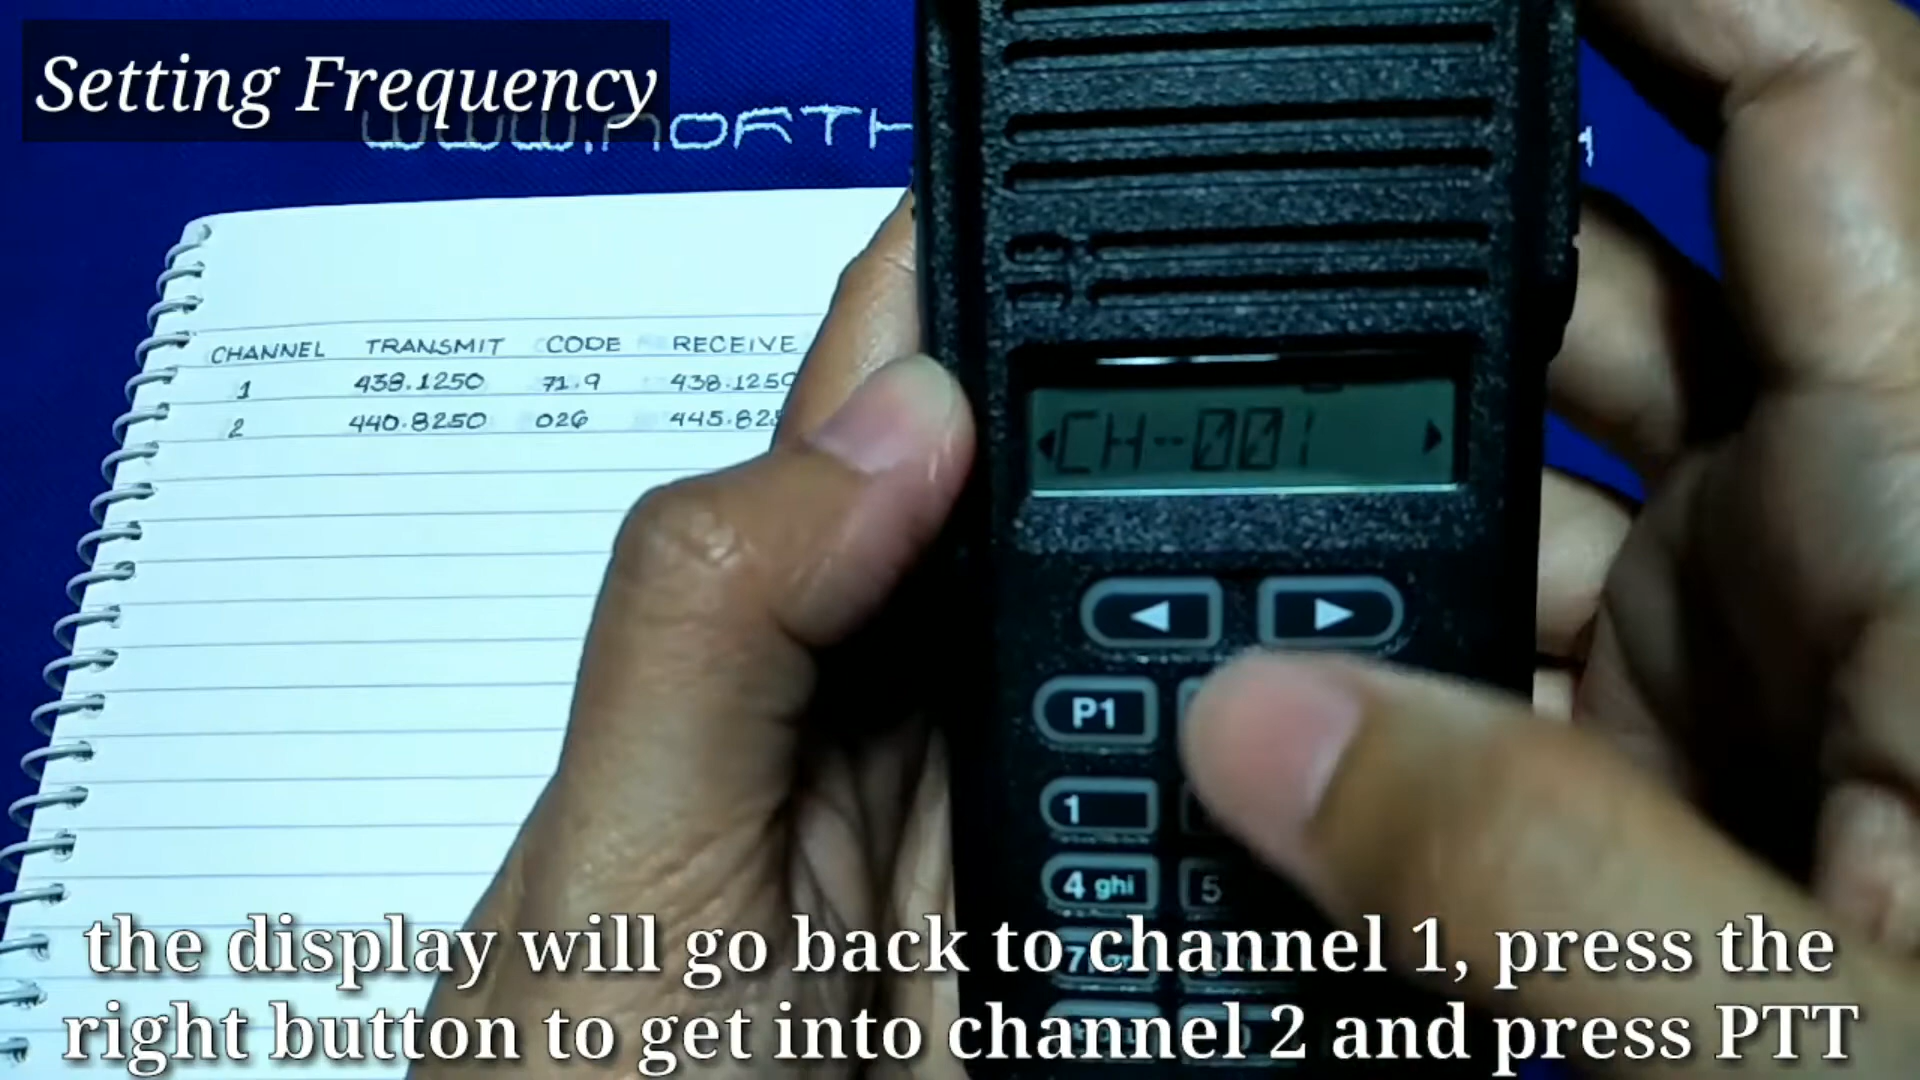 Setting Frequency
CHANNEL TRANSMIT CODE RECEIVE
1 438.1250 71.9 438.1250
2 440.8250 026 445.825
CH--001
P1
1
4 ghi 5
the display will go back to channel 1, press the
right button to get into channel 2 and press PTT